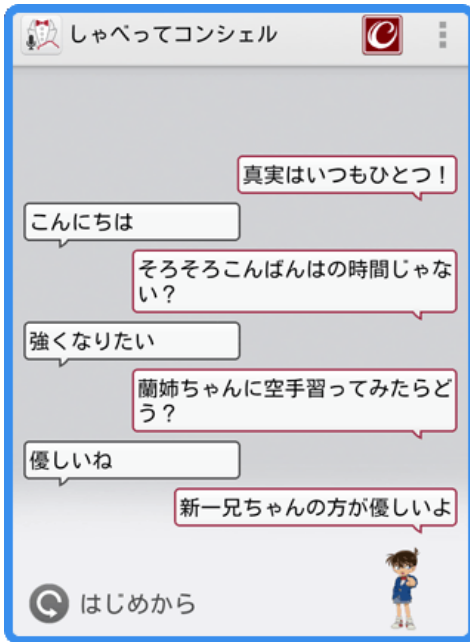 しゃべってコンシェル
真実はいつもひとつ！
こんにちは
そろそろこんばんはの時間じゃな
い？
強くなりたい
蘭姉ちゃんに空手習ってみたらど
う？
優しいね
新一兄ちゃんの方が優しいよ
はじめから